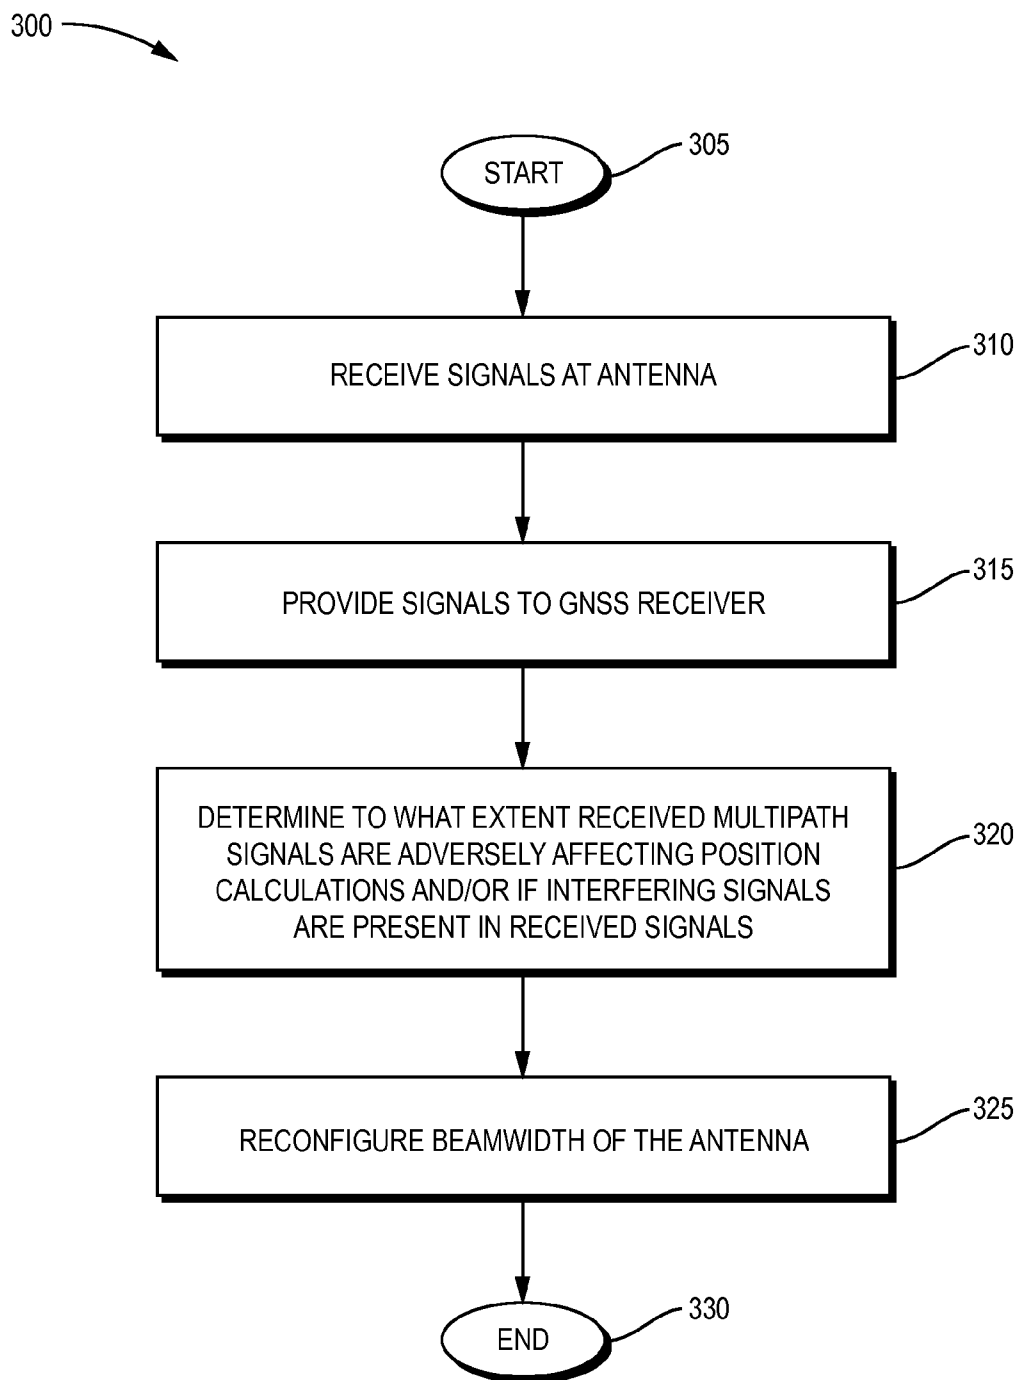 300
START
305
RECEIVE SIGNALS AT ANTENNA
310
PROVIDE SIGNALS TO GNSS RECEIVER
315
DETERMINE TO WHAT EXTENT RECEIVED MULTIPATH
SIGNALS ARE ADVERSELY AFFECTING POSITION
CALCULATIONS AND/OR IF INTERFERING SIGNALS
ARE PRESENT IN RECEIVED SIGNALS
320
RECONFIGURE BEAMWIDTH OF THE ANTENNA
325
END
330